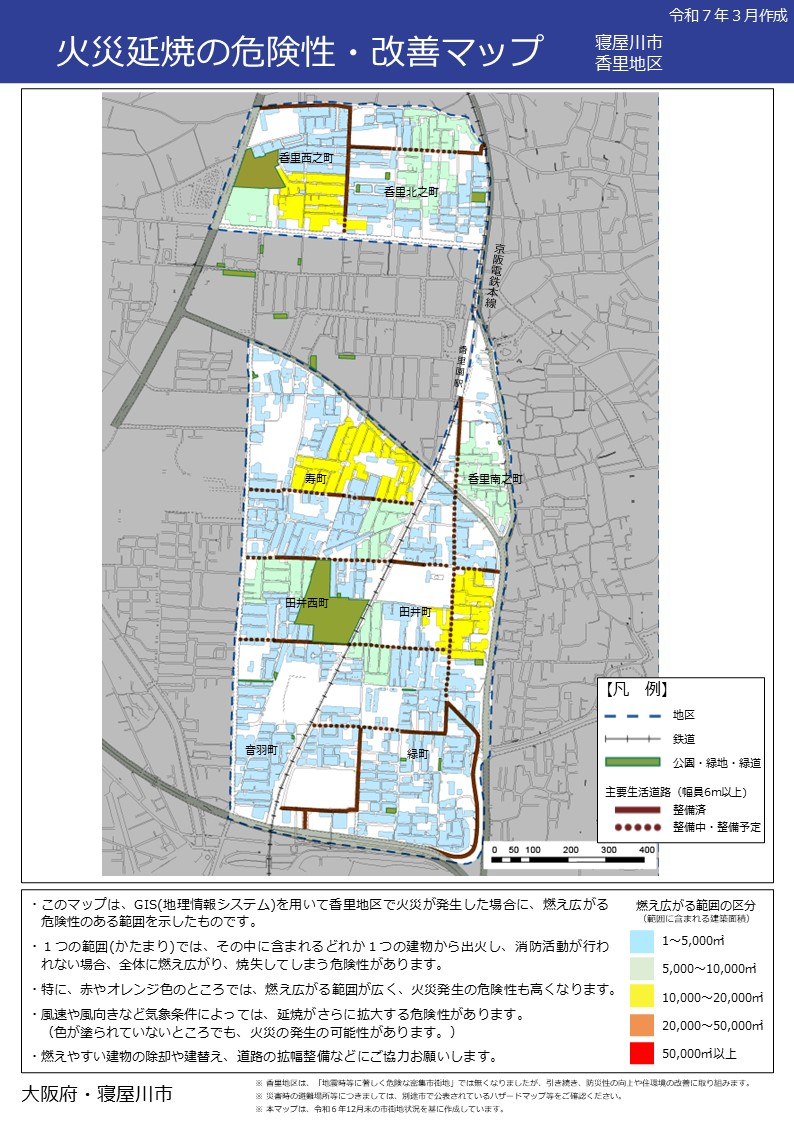 令和７年３月作成
火災延焼の危険性・改善マップ
寝屋川市
香里地区
香里西之町
香里北之町
京阪電鉄本線
香里園駅
寿町
香里南之町
田井西町
田井町
音羽町
緑町
【凡　例】
地区
鉄道
公園・緑地・緑道
主要生活道路（幅員6m以上）
整備済
整備中・整備予定
0 50 100 200 300 400
・このマップは、GIS(地理情報システム)を用いて香里地区で火災が発生した場合に、燃え広がる
危険性のある範囲を示したものです。
・１つの範囲(かたまり)では、その中に含まれるどれか１つの建物から出火し、消防活動が行わ
れない場合、全体に燃え広がり、焼失してしまう危険性があります。
・特に、赤やオレンジ色のところでは、燃え広がる範囲が広く、火災発生の危険性も高くなります。
・風速や風向きなど気象条件によっては、延焼がさらに拡大する危険性があります。
（色が塗られていないところでも、火災の発生の可能性があります。）
・燃えやすい建物の除却や建替え、道路の拡幅整備などにご協力お願いします。
燃え広がる範囲の区分
（範囲に含まれる建築面積）
1～5,000㎡
5,000～10,000㎡
10,000～20,000㎡
20,000～50,000㎡
50,000㎡以上
大阪府・寝屋川市
※ 香里地区は、「地震時等に著しく危険な密集市街地」では無くなりましたが、引き続き、防災性の向上や住環境の改善に取り組みます。
※ 災害時の避難場所等につきましては、別途市で公表されているハザードマップ等をご確認ください。
※ 本マップは、令和６年12月末の市街地状況を基に作成しています。